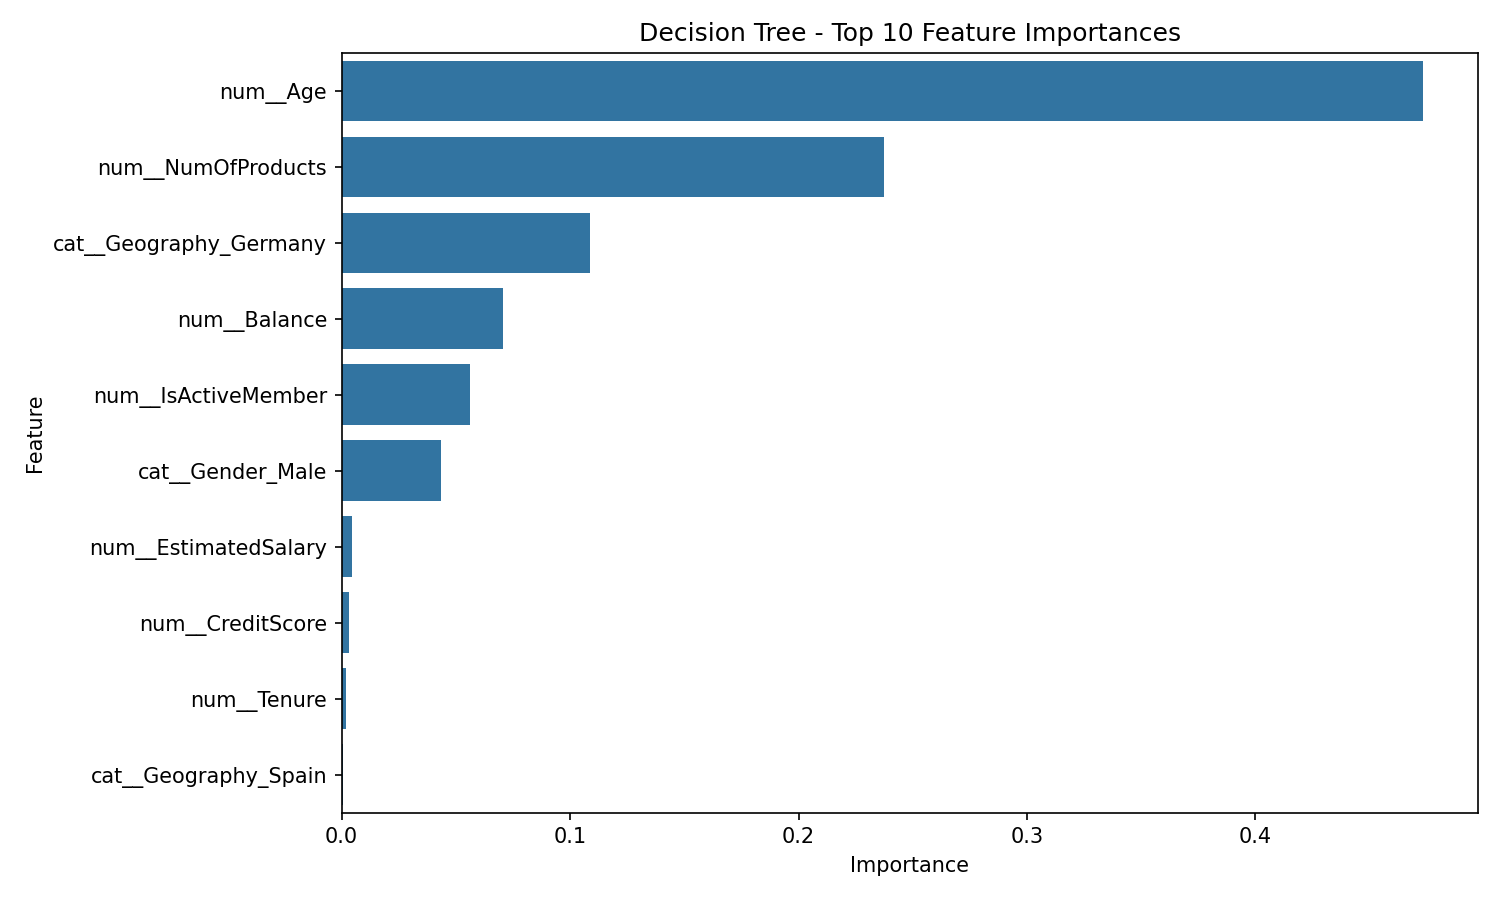 Decision Tree - Top 10 Feature Importances
Feature
num__Age
num__NumOfProducts
cat__Geography_Germany
num__Balance
num__IsActiveMember
cat__Gender_Male
num__EstimatedSalary
num__CreditScore
num__Tenure
cat__Geography_Spain
0.0 0.1 0.2 0.3 0.4
Importance